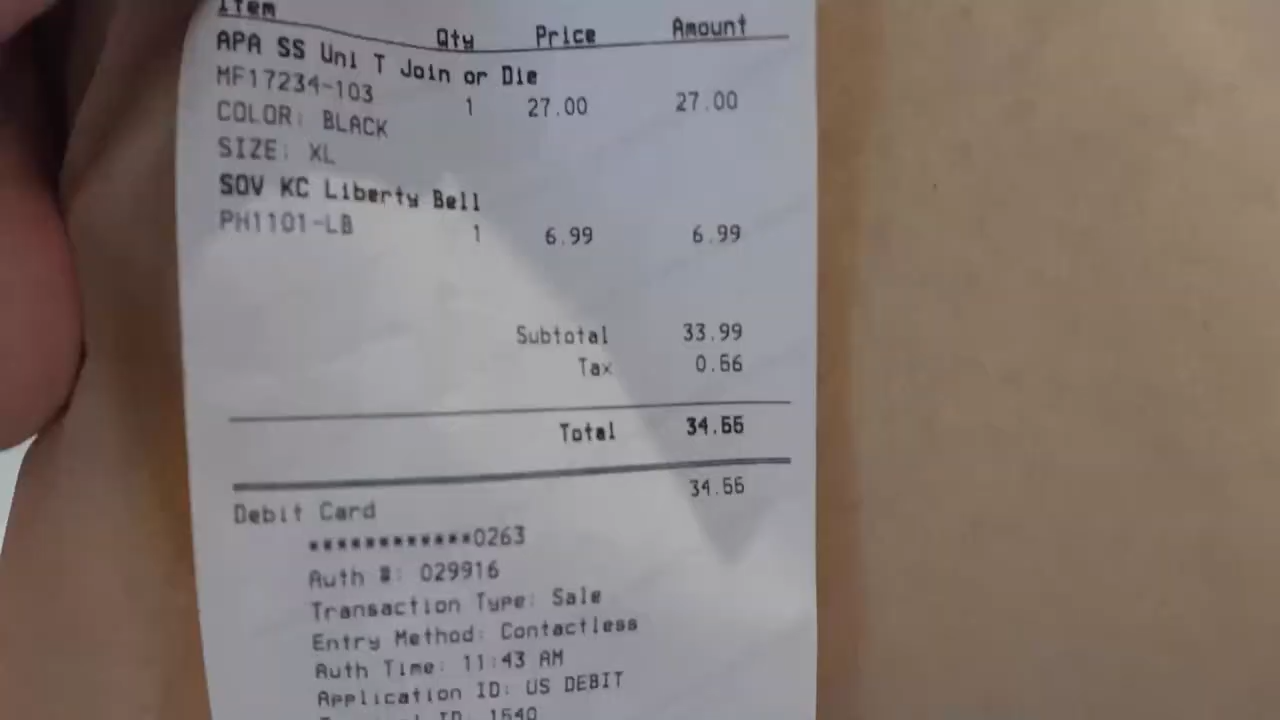 Item Qty Price Amount
APA SS Uni T Join or Die
MF17234-103 1 27.00 27.00
COLOR: BLACK
SIZE: XL
SOV KC Liberty Bell
PH1101-LB 1 6.99 6.99
Subtotal 33.99
Tax 0.56
Total 34.55
34.55
Debit Card
************0263
Auth #: 029916
Transaction Type: Sale
Entry Method: Contactless
Auth Time: 11:43 AM
Application ID: US DEBIT
ID: